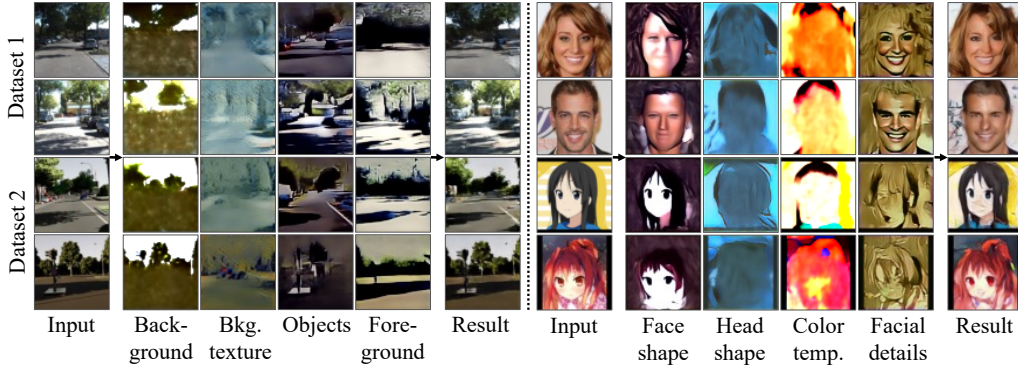 Dataset 1
Dataset 2
Input
Back-
ground
Bkg.
texture
Objects
Fore-
ground
Result
Input
Face
shape
Head
shape
Color
temp.
Facial
details
Result